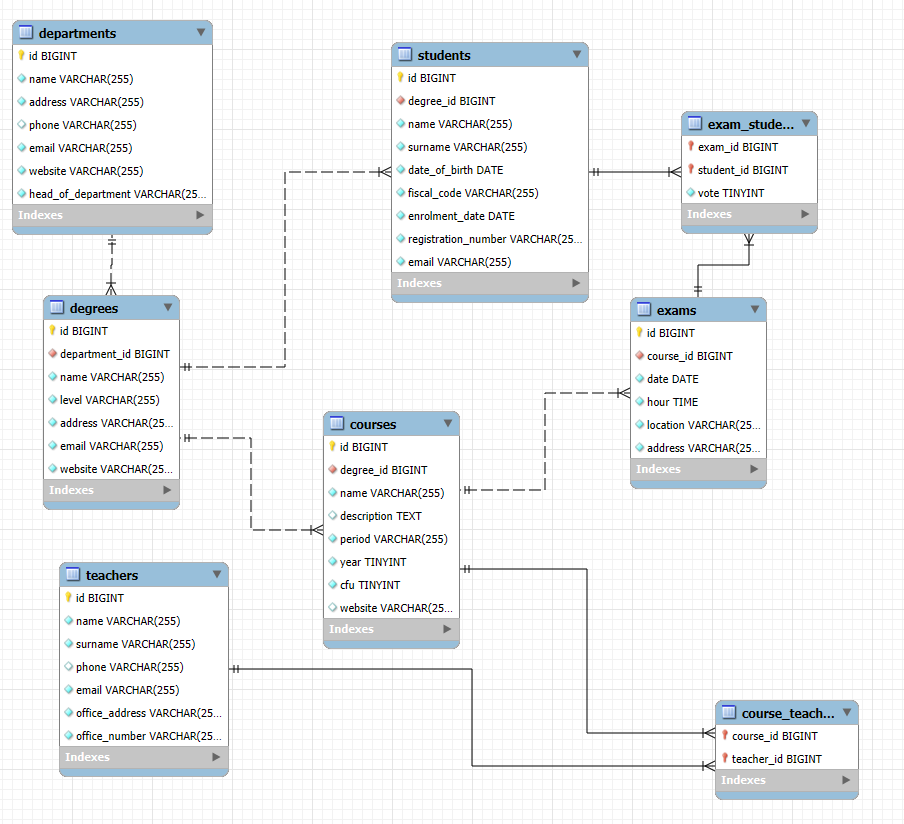 departments
id BIGINT
name VARCHAR(255)
address VARCHAR(255)
phone VARCHAR(255)
email VARCHAR(255)
website VARCHAR(255)
head_of_department VARCHAR(25...
Indexes
students
id BIGINT
degree_id BIGINT
name VARCHAR(255)
surname VARCHAR(255)
date_of_birth DATE
fiscal_code VARCHAR(255)
enrolment_date DATE
registration_number VARCHAR(25...
email VARCHAR(255)
Indexes
exam_stude...
exam_id BIGINT
student_id BIGINT
vote TINYINT
Indexes
degrees
id BIGINT
department_id BIGINT
name VARCHAR(255)
level VARCHAR(255)
address VARCHAR(25...
email VARCHAR(255)
website VARCHAR(25...
Indexes
exams
id BIGINT
course_id BIGINT
date DATE
hour TIME
location VARCHAR(25...
address VARCHAR(25...
Indexes
courses
id BIGINT
degree_id BIGINT
name VARCHAR(255)
description TEXT
period VARCHAR(255)
year TINYINT
cfu TINYINT
website VARCHAR(25...
Indexes
teachers
id BIGINT
name VARCHAR(255)
surname VARCHAR(255)
phone VARCHAR(255)
email VARCHAR(255)
office_address VARCHAR(25...
office_number VARCHAR(25...
Indexes
course_teach...
course_id BIGINT
teacher_id BIGINT
Indexes